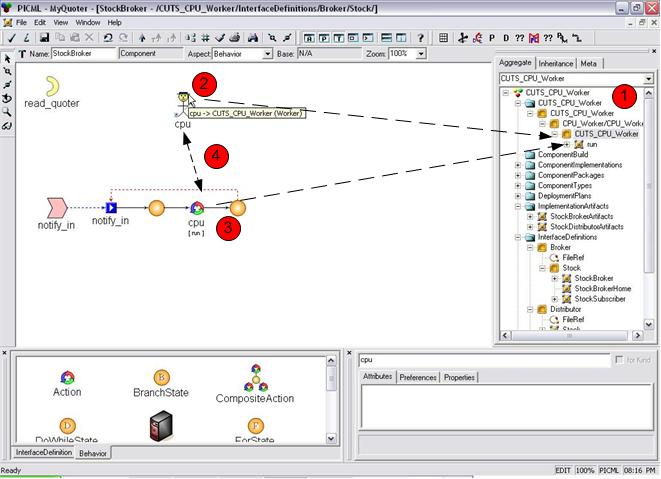 PICML - MyQuoter - [StockBroker - /CUTS_CPU_Worker/InterfaceDefinitions/Broker/Stock/]
File Edit View Window Help
Name: StockBroker Component Aspect: Behavior Base: N/A Zoom: 100%
Aggregate Inheritance Meta
CUTS_CPU_Worker
1
CUTS_CPU_Worker
CUTS_CPU_Worker
CUTS_CPU_Worker
CPU_Worker/CPU_Worke
CUTS_CPU_Worker
run
ComponentBuild
ComponentImplementations
ComponentPackages
ComponentTypes
DeploymentPlans
ImplementationArtifacts
StockBrokerArtifacts
StockDistributorArtifacts
InterfaceDefinitions
Broker
FileRef
Stock
StockBroker
StockBrokerHome
StockSubscriber
Distributor
FileRef
Stock
read_quoter
2
cpu -> CUTS_CPU_Worker (Worker)
cpu
4
notify_in
notify_in
cpu
[run]
3
Action
BranchState
CompositeAction
DoWhileState
ForState
InterfaceDefinition Behavior
cpu
for Kind
Attributes Preferences Properties
Ready
EDIT 100% PICML 08:16 PM